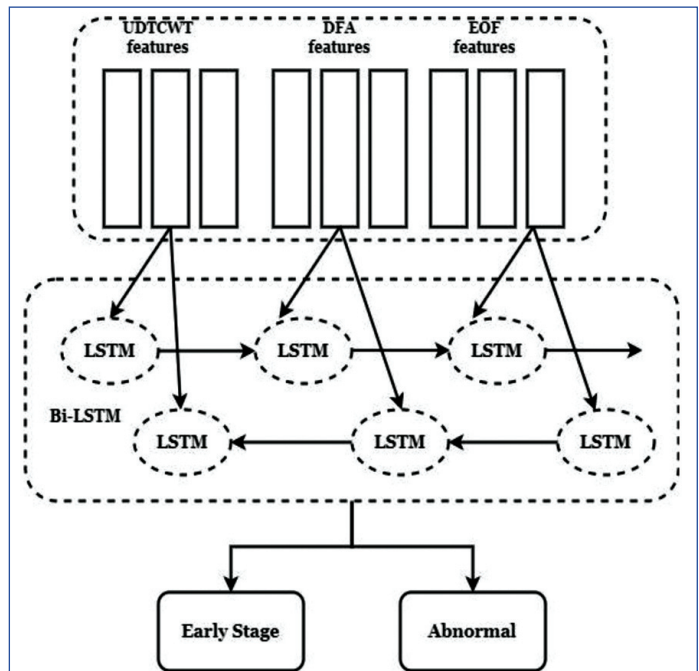 UDTCWT
features
DFA
features
EOF
features
LSTM
LSTM
LSTM
Bi-LSTM
LSTM
LSTM
LSTM
Early Stage
Abnormal